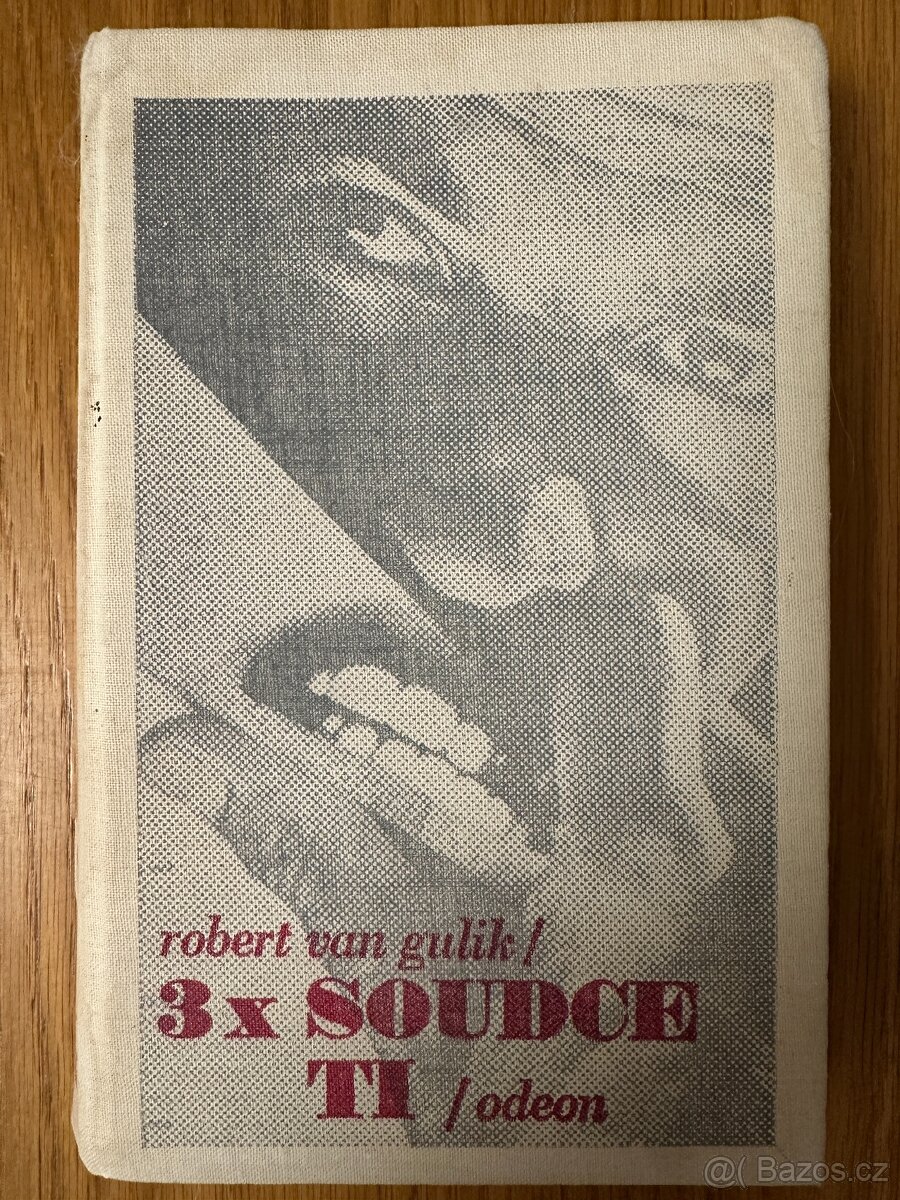 robert van gulik /
3 x SOUDCE
TI / odeon
@( Bazos.cz